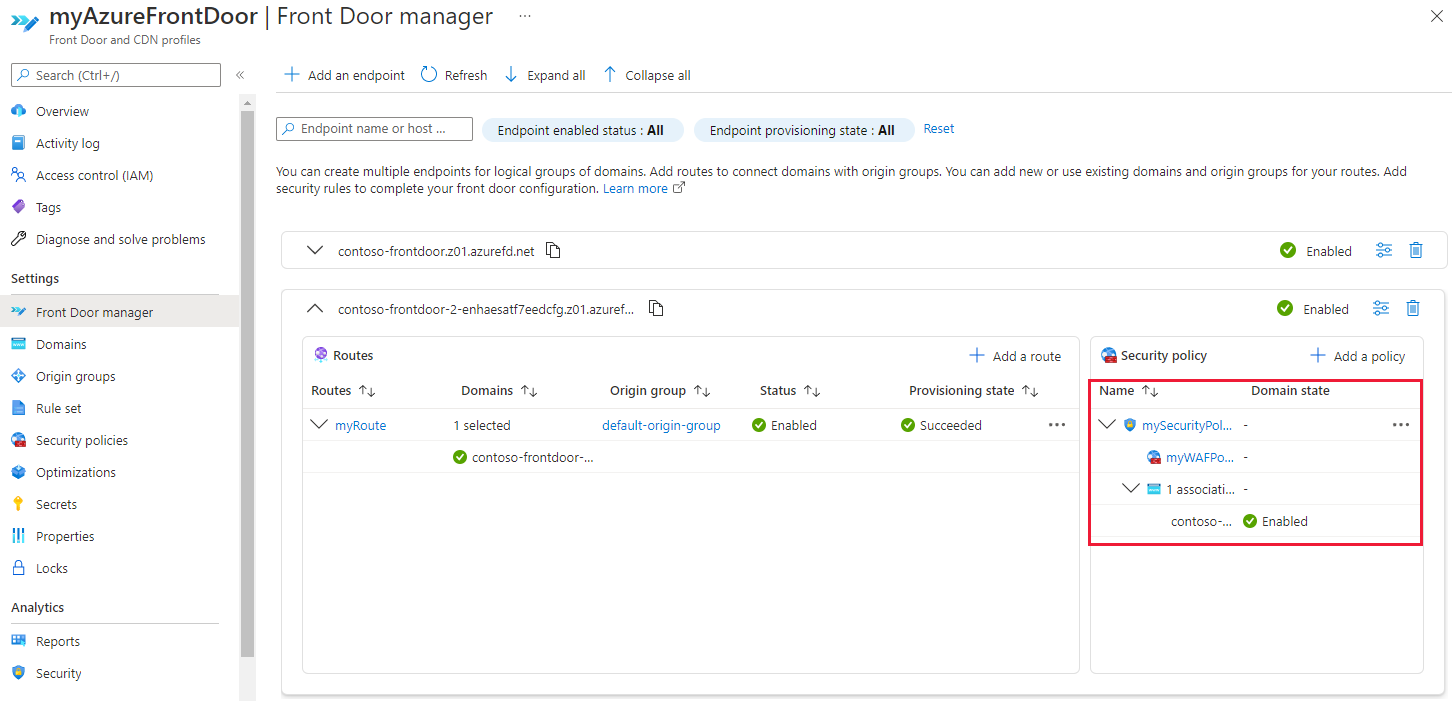 myAzureFrontDoor | Front Door manager ...
Front Door and CDN profiles
Search (Ctrl+/)
«
Overview
Activity log
Access control (IAM)
Tags
Diagnose and solve problems
Settings
Front Door manager
Domains
Origin groups
Rule set
Security policies
Optimizations
Secrets
Properties
Locks
Analytics
Reports
Security
Add an endpoint Refresh Expand all Collapse all
Endpoint name or host ... Endpoint enabled status : All Endpoint provisioning state : All Reset
You can create multiple endpoints for logical groups of domains. Add routes to connect domains with origin groups. You can add new or use existing domains and origin groups for your routes. Add
security rules to complete your front door configuration. Learn more
contoso-frontdoor.z01.azurefd.net Enabled
contoso-frontdoor-2-enhaesatf7eedcfg.z01.azuref... Enabled
Routes Add a route
Routes Domains Origin group Status Provisioning state
myRoute 1 selected default-origin-group Enabled Succeeded ...
contoso-frontdoor-...
Security policy Add a policy
Name Domain state
mySecurityPol... - ...
myWAFPo... -
1 associati... -
contoso-... Enabled